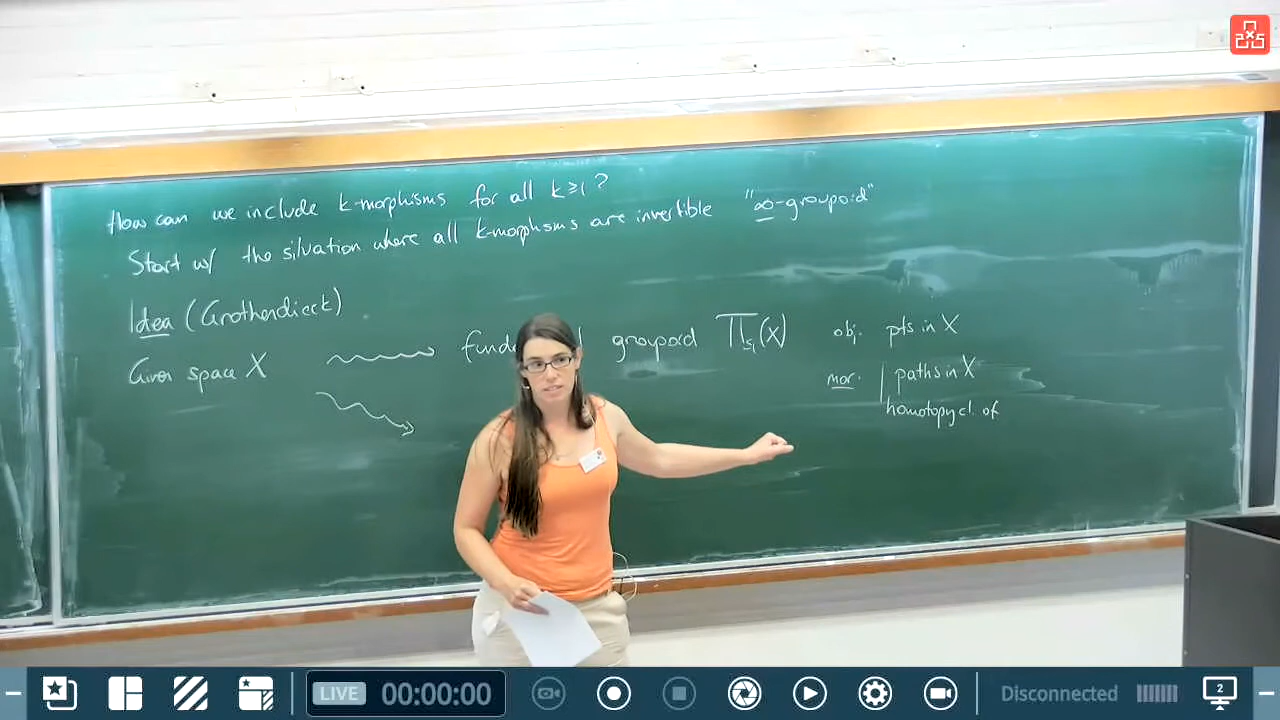 How can we include k-morphisms for all k≥1?
Start w/ the situation where all k-morphisms are invertible "∞-groupoid"
Idea (Grothendieck)
Given space X fund groupoid π≤1(X) obj. pts in X
mor. paths in X
homotopy cl. of
LIVE 00:00:00 Disconnected 2